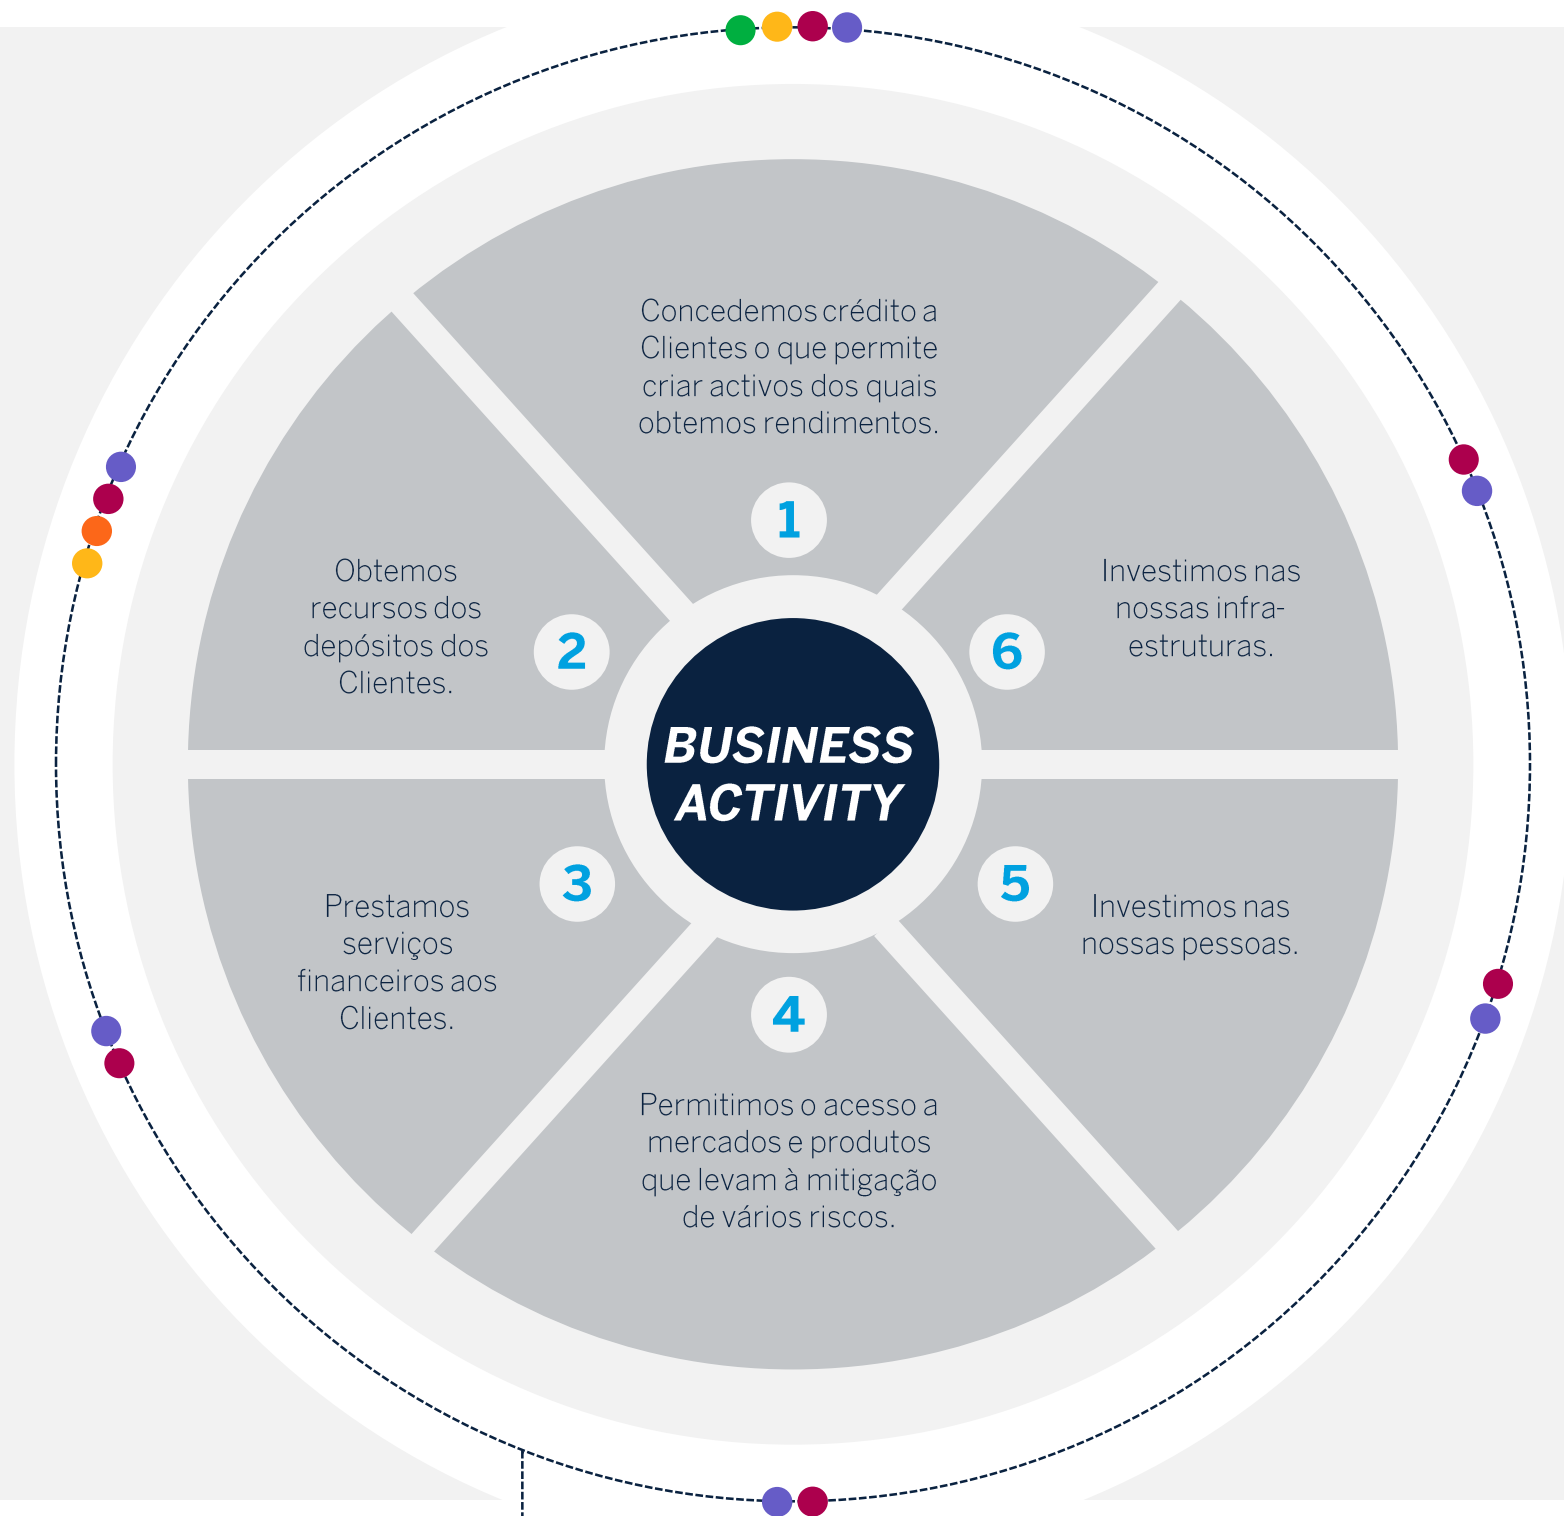 Concedemos crédito a
Clientes o que permite
criar activos dos quais
obtemos rendimentos.
1
Obtemos
recursos dos
depósitos dos
Clientes.
2
Prestamos
serviços
financeiros aos
Clientes.
3
Permitimos o acesso a
mercados e produtos
que levam à mitigação
de vários riscos.
4
Investimos nas
nossas pessoas.
5
Investimos nas
nossas infra-
estruturas.
6
BUSINESS
ACTIVITY